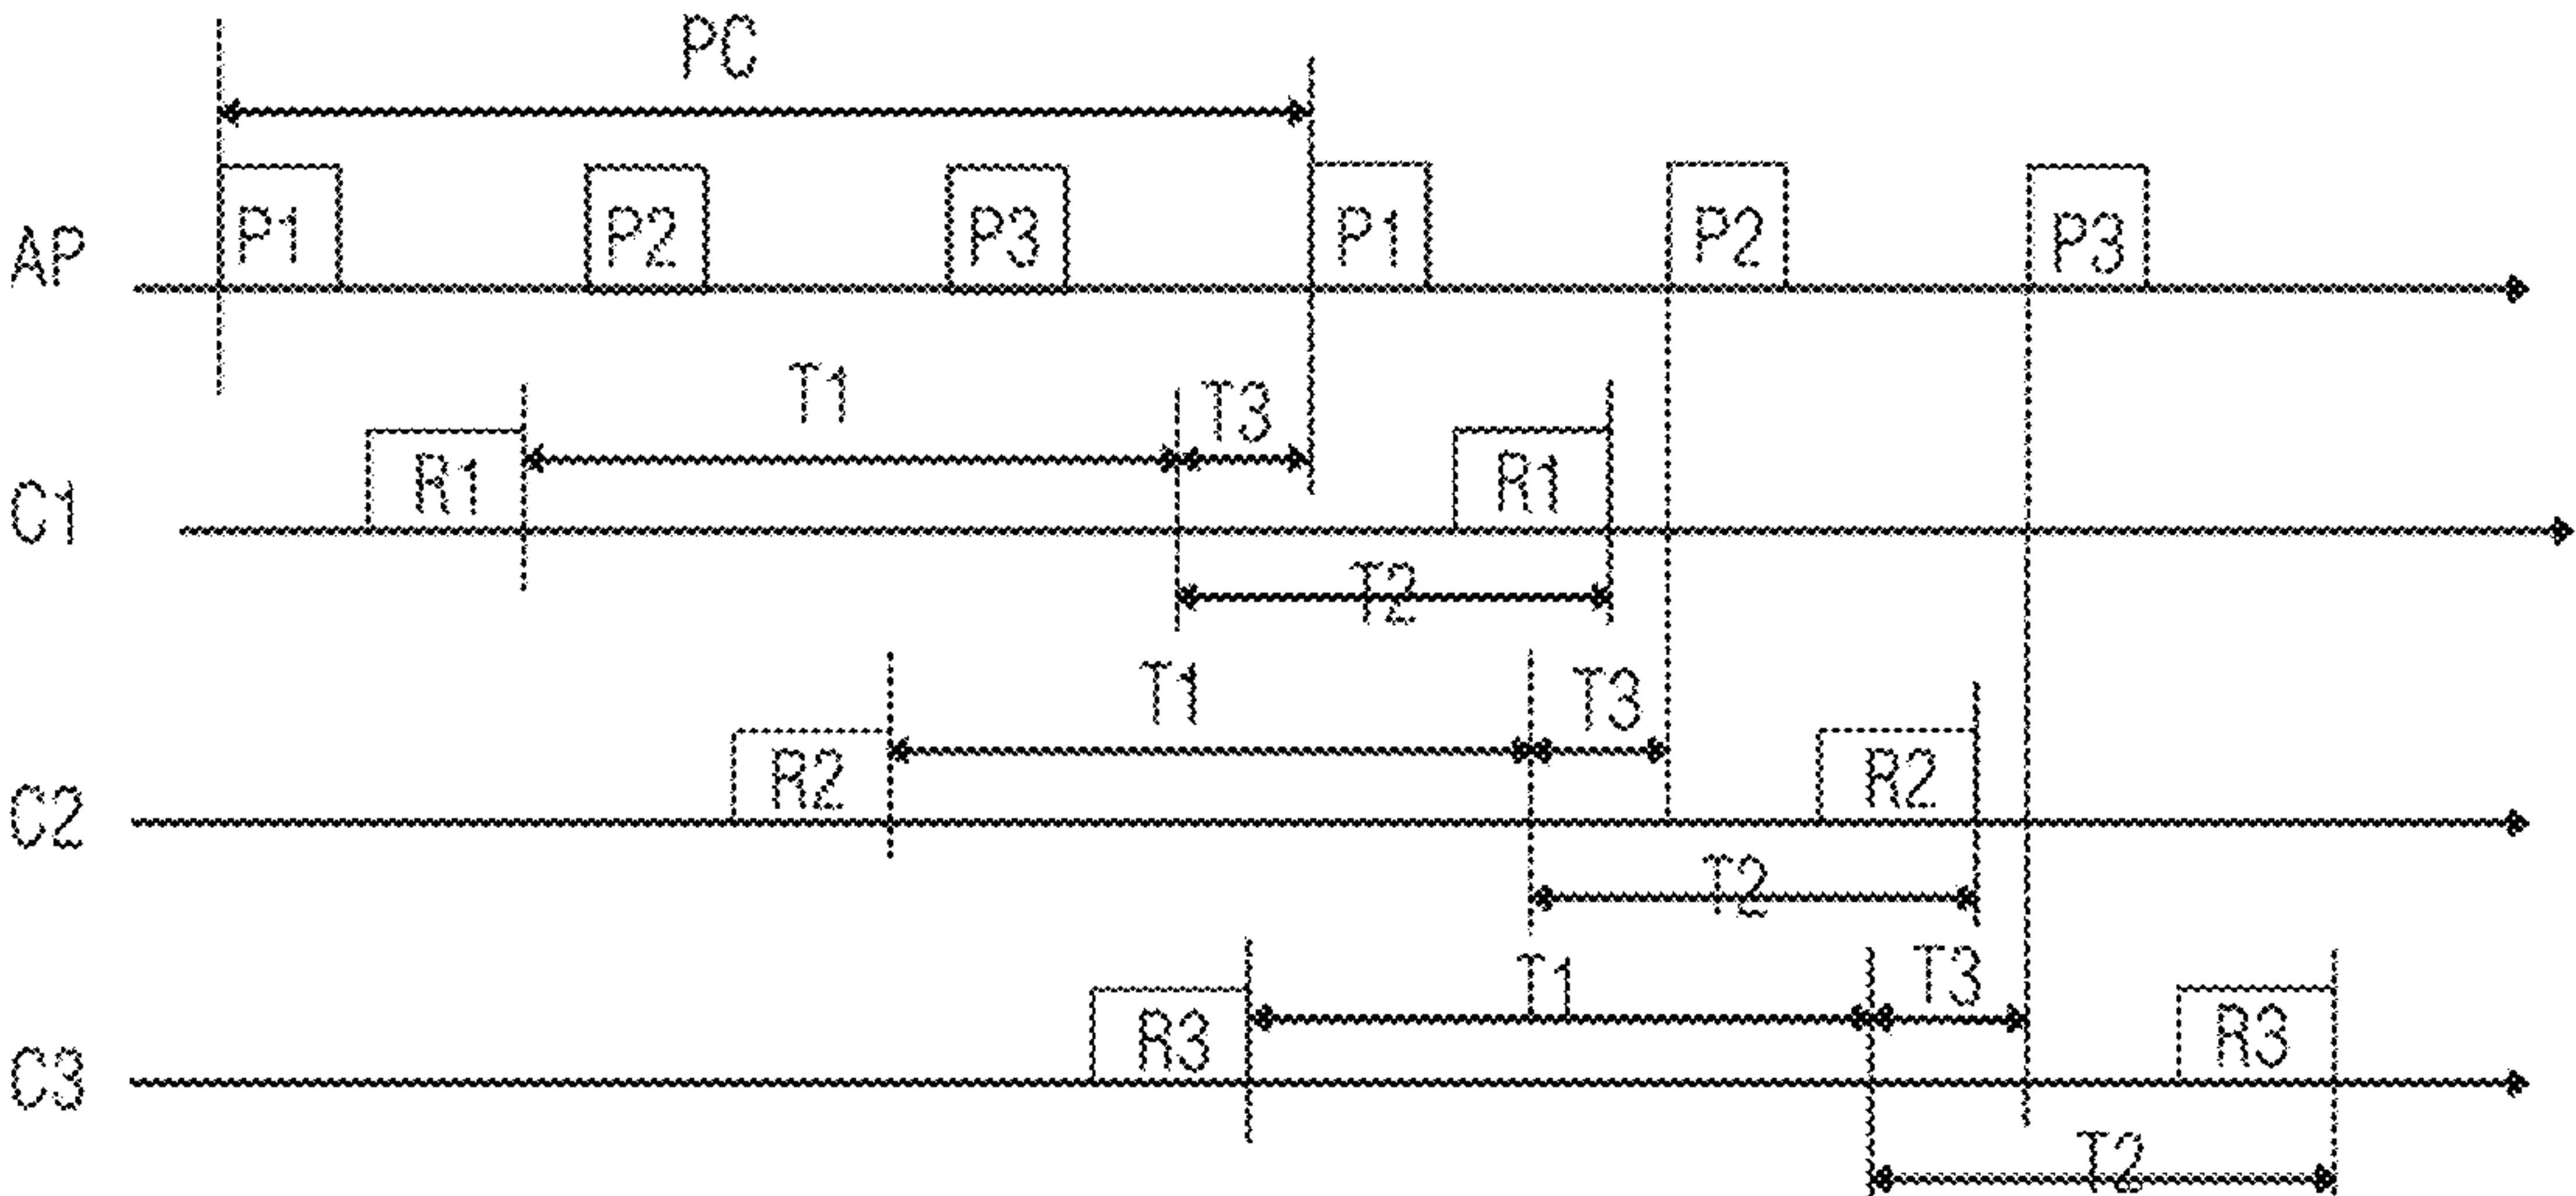 PC
AP P1 P2 P3 P1 P2 P3
T1 T3
C1 R1 R1
T2
T1 T3
C2 R2 R2
T2
T1 T3
C3 R3 R3
T2